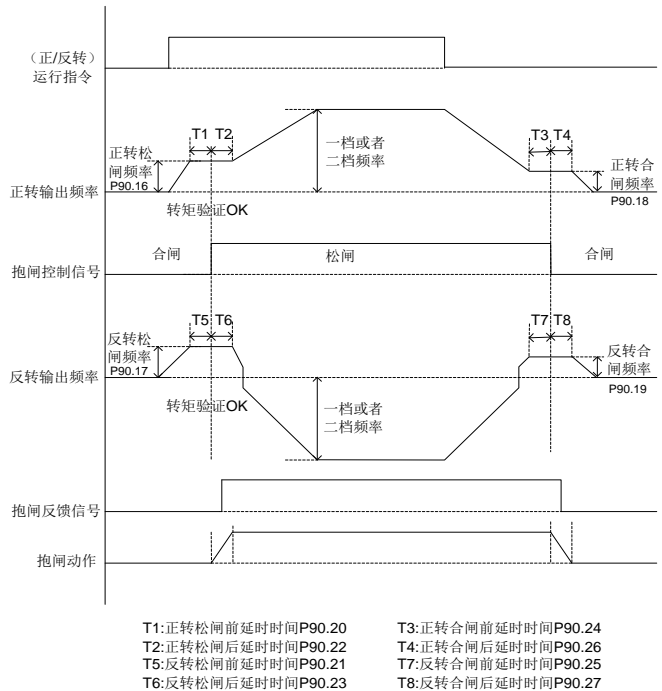 （正/反转）
运行指令
T1 T2
T3 T4
正转松
闸频率
P90.16
一档或者
二档频率
正转合
闸频率
P90.18
正转输出频率
转矩验证OK
合闸
松闸
合闸
抱闸控制信号
T5 T6
T7 T8
反转松
闸频率
P90.17
反转合
闸频率
P90.19
反转输出频率
转矩验证OK
一档或者
二档频率
抱闸反馈信号
抱闸动作
T1:正转松闸前延时时间P90.20
T3:正转合闸前延时时间P90.24
T2:正转松闸后延时时间P90.22
T4:正转合闸后延时时间P90.26
T5:反转松闸前延时时间P90.21
T7:反转合闸前延时时间P90.25
T6:反转松闸后延时时间P90.23
T8:反转合闸后延时时间P90.27